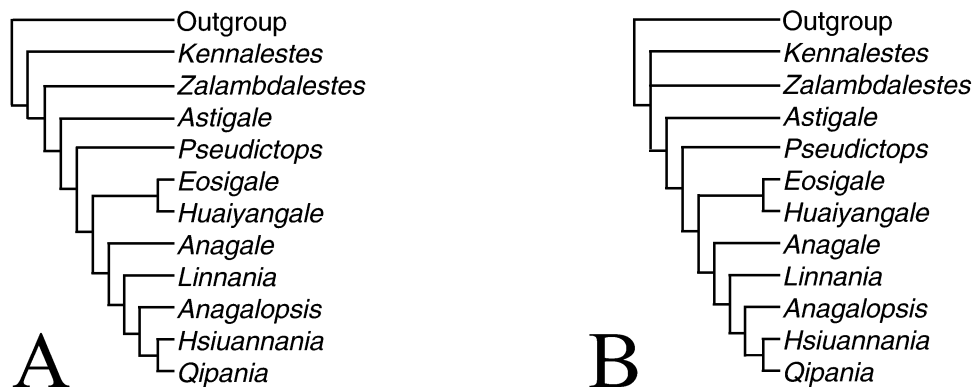 Outgroup
Kennalestes
Zalambdalestes
Astigale
Pseudictops
Eosigale
Huaiyangale
Anagale
Linnania
Anagalopsis
Hsiuannania
Qipania
A
Outgroup
Kennalestes
Zalambdalestes
Astigale
Pseudictops
Eosigale
Huaiyangale
Anagale
Linnania
Anagalopsis
Hsiuannania
Qipania
B